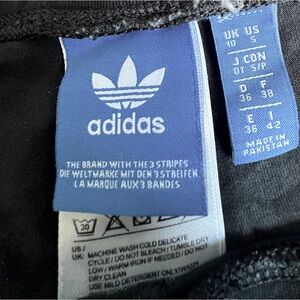 adidas
THE BRAND WITH THE 3 STRIPES
DIE WELTMARKE MIT DEN 3 STREIFEN
LA MARQUE AUX 3 BANDES
UK US
10 S
J CDN
OT S/P
D F
36 38
E I
36 42
MADE IN
PAKISTAN
30
US /
UK: MACHINE WASH COLD DELICATE
CYCLE / DO NOT BLEACH / TUMBLE DRY
LOW / WARM IRON IF NEEDED / DO
NOT DRY CLEAN
USE MILD DETERGENT ONLY / WASH